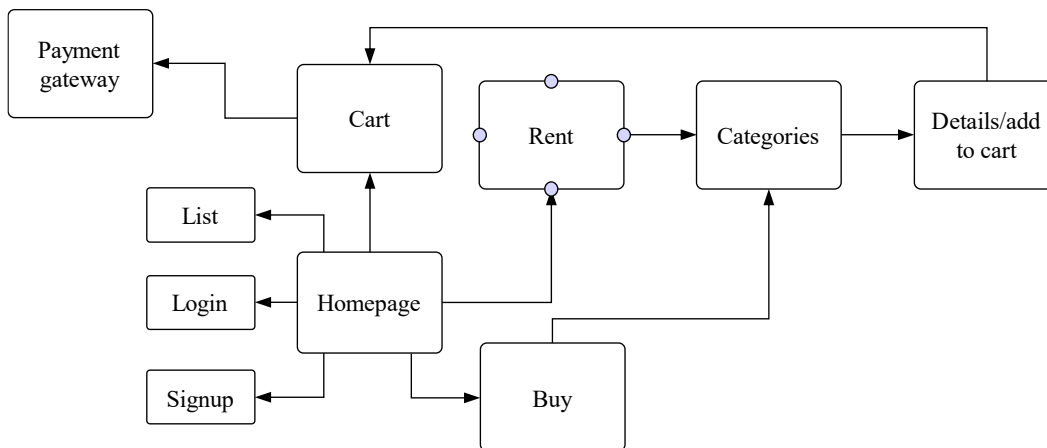 Payment
gateway
Cart
Rent
Categories
Details/add
to cart
List
Login
Homepage
Signup
Buy